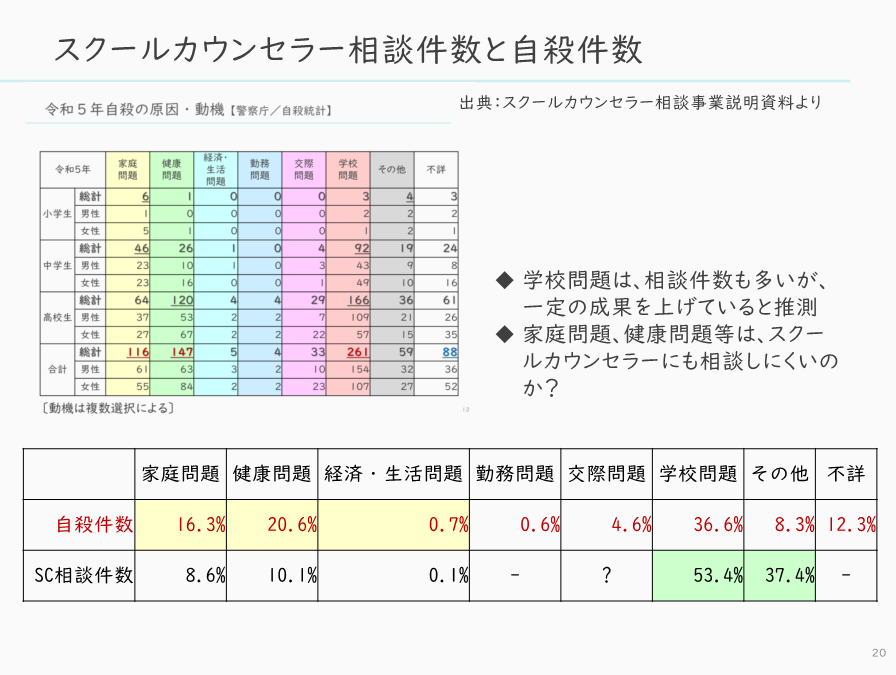 スクールカウンセラー相談件数と自殺件数
出典：スクールカウンセラー相談事業説明資料より
令和５年自殺の原因・動機【警察庁／自殺統計】
令和5年 家庭問題 健康問題 経済・生活問題 勤務問題 交際問題 学校問題 その他 不詳
小学生 総計 6 1 0 0 0 3 4 3
男性 1 0 0 0 0 2 2 2
女性 5 1 0 0 0 1 2 1
中学生 総計 46 26 1 0 4 92 19 24
男性 23 10 1 0 3 43 9 8
女性 23 16 0 0 1 49 10 16
高校生 総計 64 120 4 4 29 166 36 61
男性 37 53 2 2 7 109 21 26
女性 27 67 2 2 22 57 15 35
合計 総計 116 147 5 4 33 261 59 88
男性 61 63 3 2 10 154 32 36
女性 55 84 2 2 23 107 27 52
〔動機は複数選択による〕
12
◆ 学校問題は、相談件数も多いが、
一定の成果を上げていると推測
◆ 家庭問題、健康問題等は、スクー
ルカウンセラーにも相談しにくいの
か？
家庭問題 健康問題 経済・生活問題 勤務問題 交際問題 学校問題 その他 不詳
自殺件数 16.3% 20.6% 0.7% 0.6% 4.6% 36.6% 8.3% 12.3%
SC相談件数 8.6% 10.1% 0.1% - ？ 53.4% 37.4% -
20